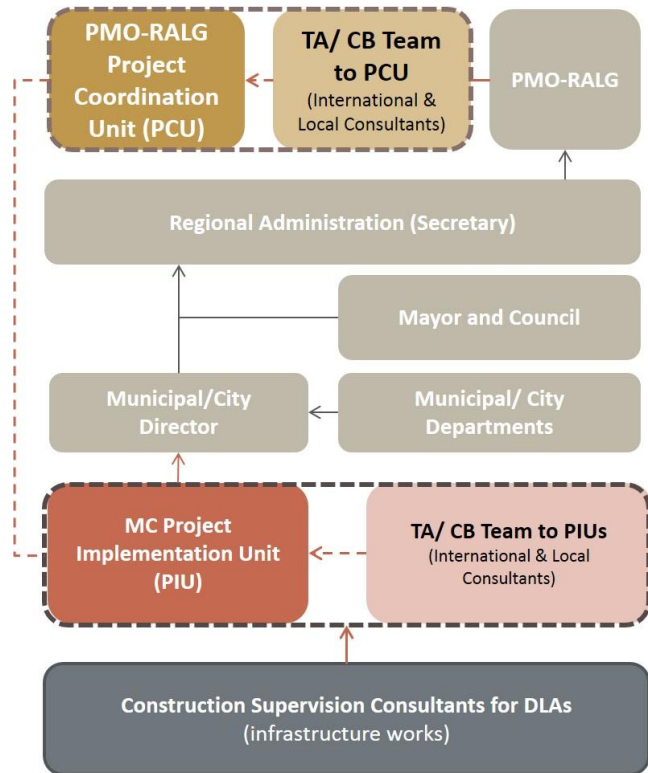 PMO-RALG
Project
Coordination
Unit (PCU)
TA/ CB Team
to PCU
(International &
Local Consultants)
PMO-RALG
Regional Administration (Secretary)
Mayor and Council
Municipal/City
Director
Municipal/ City
Departments
MC Project
Implementation Unit
(PIU)
TA/ CB Team to PIUs
(International & Local
Consultants)
Construction Supervision Consultants for DLAs
(infrastructure works)